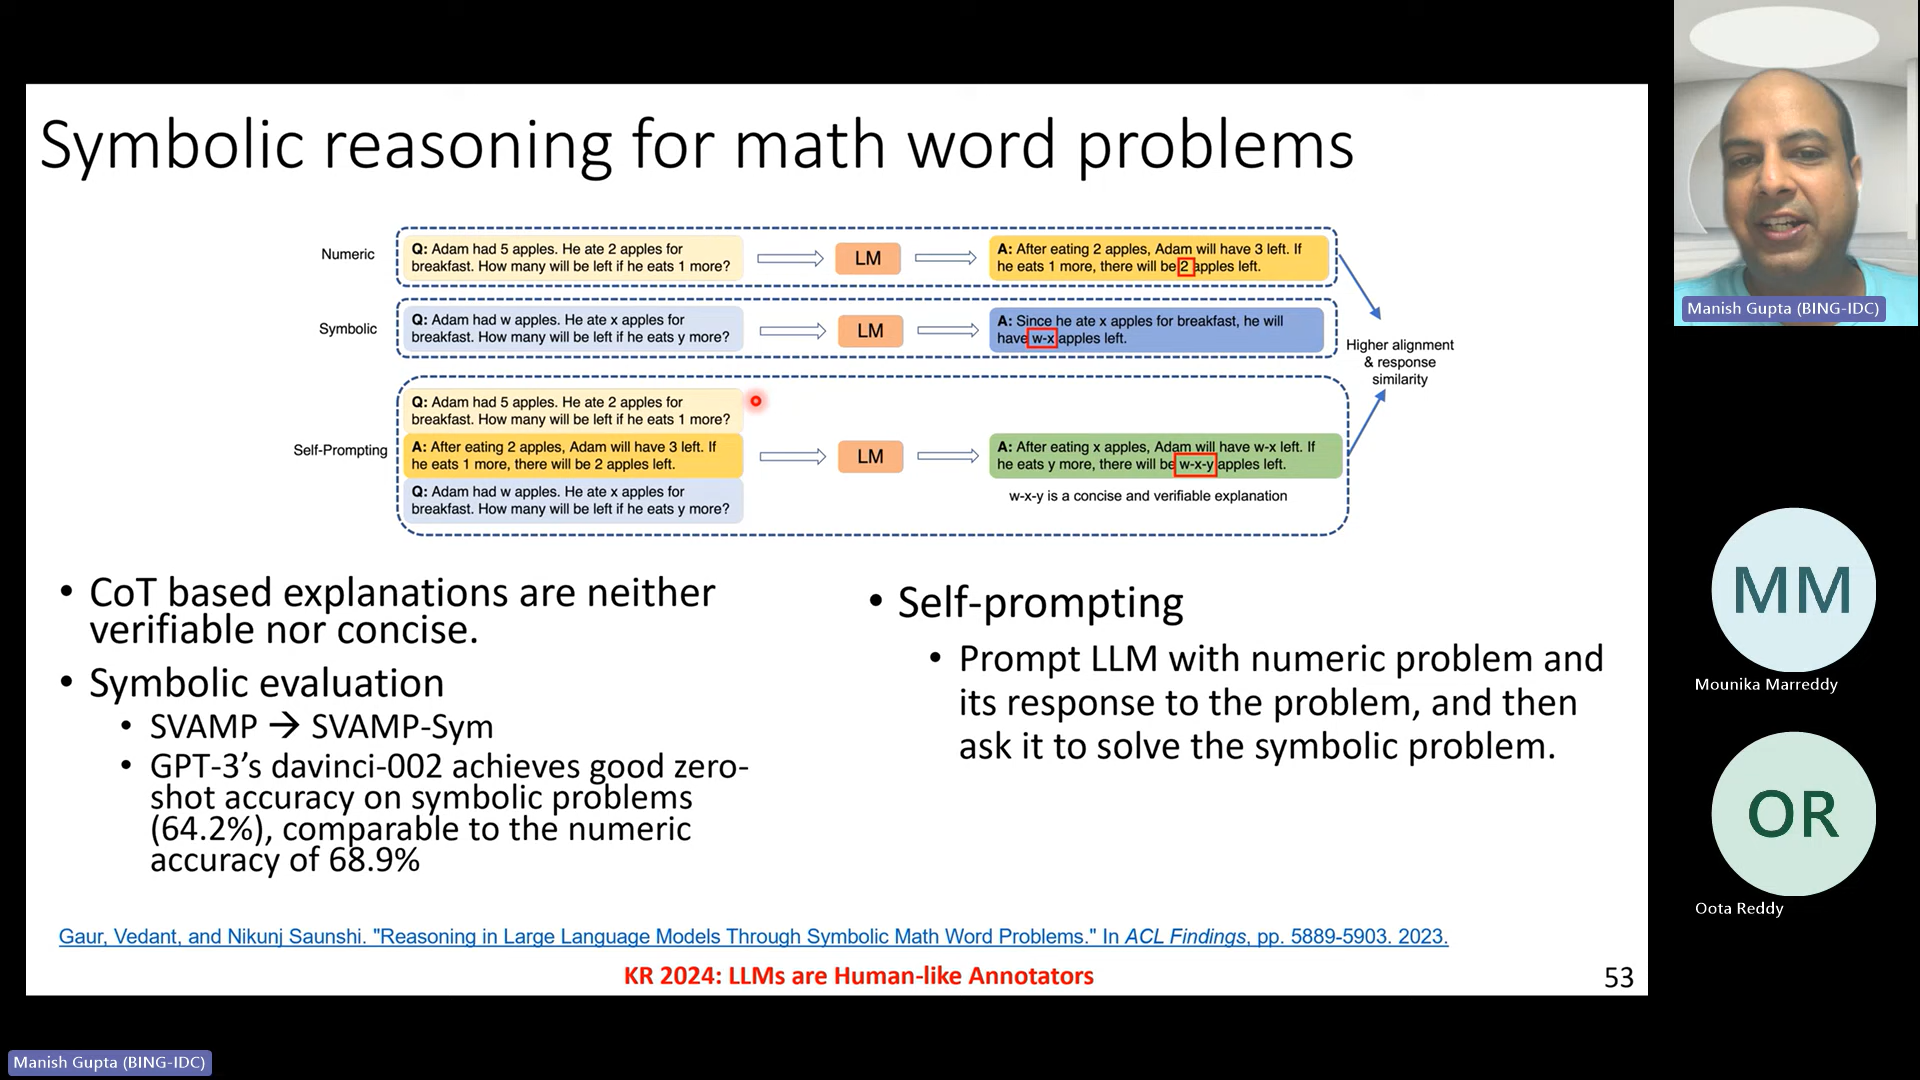 Symbolic reasoning for math word problems
Numeric
Q: Adam had 5 apples. He ate 2 apples for
breakfast. How many will be left if he eats 1 more?
LM
A: After eating 2 apples, Adam will have 3 left. If
he eats 1 more, there will be 2 apples left.
Symbolic
Q: Adam had w apples. He ate x apples for
breakfast. How many will be left if he eats y more?
LM
A: Since he ate x apples for breakfast, he will
have w-x apples left.
Higher alignment
& response
similarity
Self-Prompting
Q: Adam had 5 apples. He ate 2 apples for
breakfast. How many will be left if he eats 1 more?
A: After eating 2 apples, Adam will have 3 left. If
he eats 1 more, there will be 2 apples left.
Q: Adam had w apples. He ate x apples for
breakfast. How many will be left if he eats y more?
LM
A: After eating x apples, Adam will have w-x left. If
he eats y more, there will be w-x-y apples left.
w-x-y is a concise and verifiable explanation
• CoT based explanations are neither
verifiable nor concise.
• Symbolic evaluation
• SVAMP → SVAMP-Sym
• GPT-3’s davinci-002 achieves good zero-
shot accuracy on symbolic problems
(64.2%), comparable to the numeric
accuracy of 68.9%
• Self-prompting
• Prompt LLM with numeric problem and
its response to the problem, and then
ask it to solve the symbolic problem.
Gaur, Vedant, and Nikunj Saunshi. "Reasoning in Large Language Models Through Symbolic Math Word Problems." In ACL Findings, pp. 5889-5903. 2023.
KR 2024: LLMs are Human-like Annotators
53
Manish Gupta (BING-IDC)
MM
Mounika Marreddy
OR
Oota Reddy
Manish Gupta (BING-IDC)